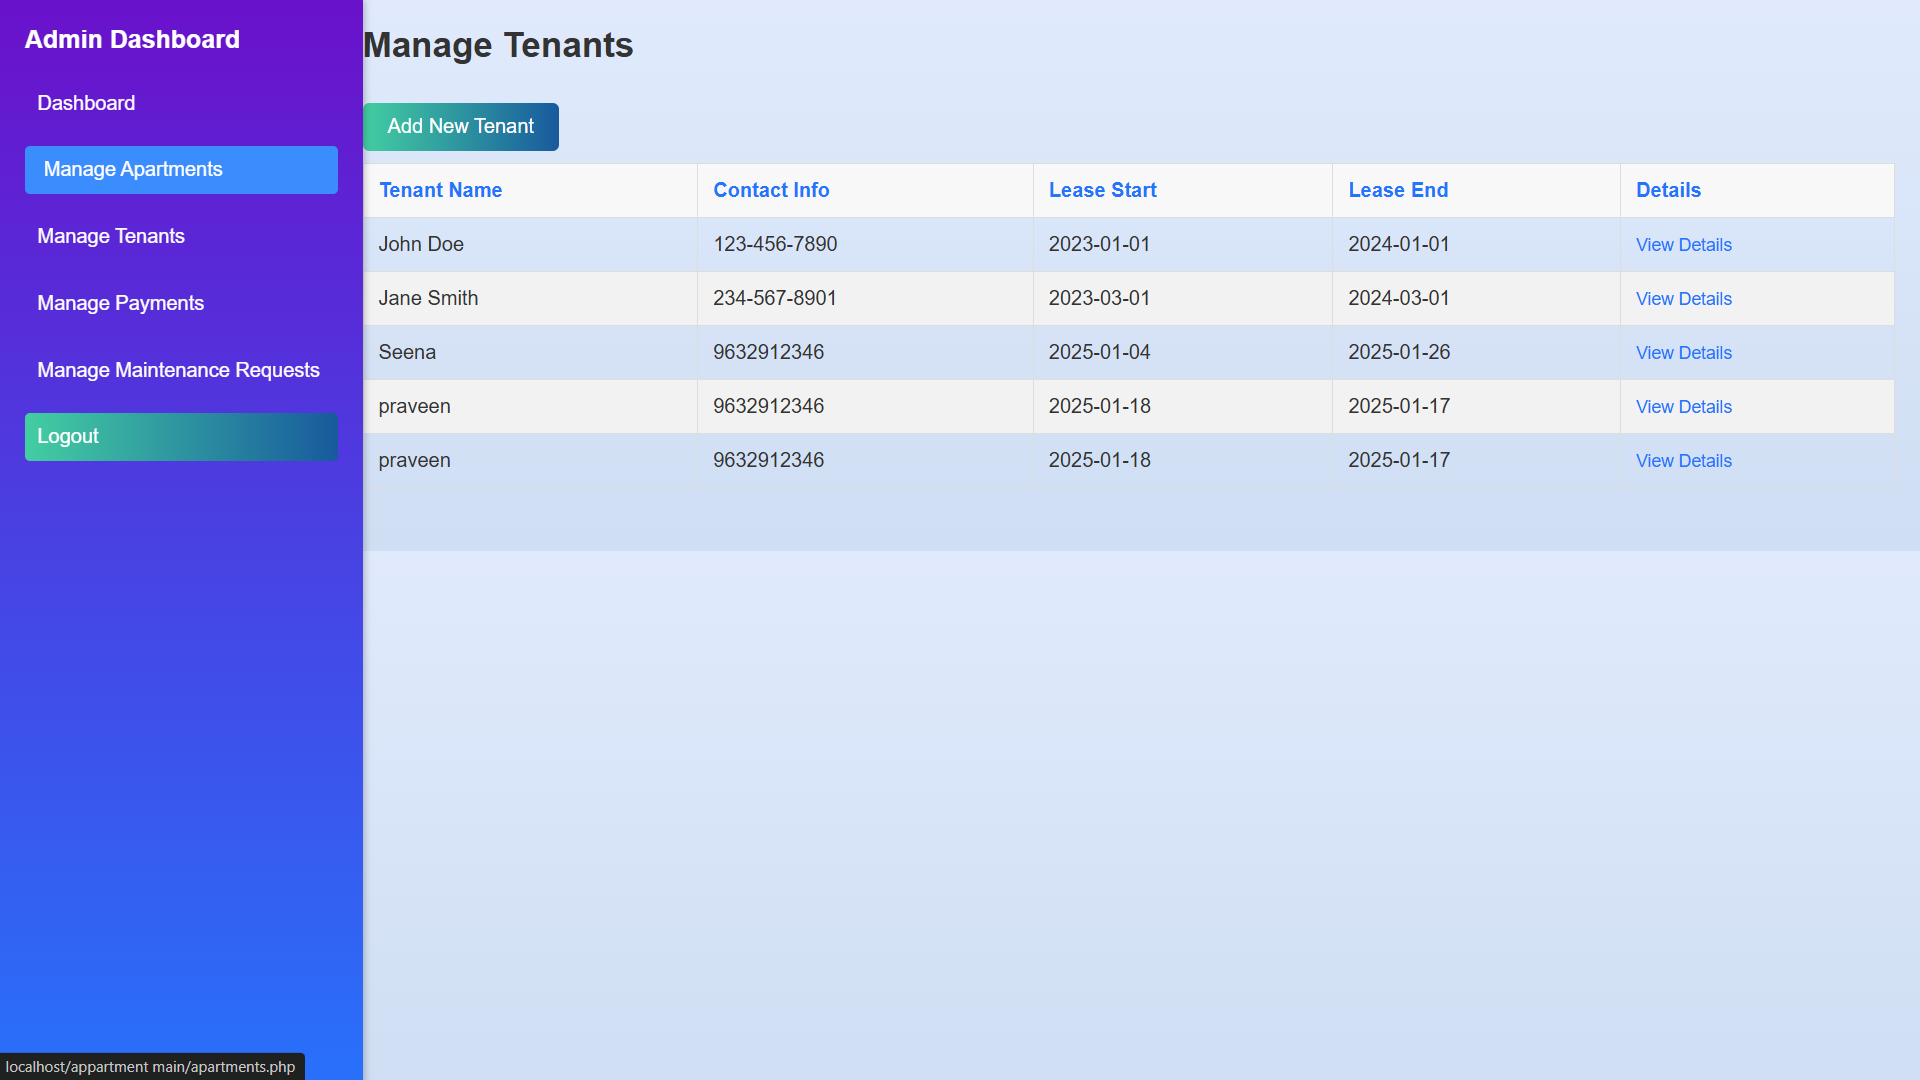 Admin Dashboard
Dashboard
Manage Apartments
Manage Tenants
Manage Payments
Manage Maintenance Requests
Logout
Manage Tenants
Add New Tenant
Tenant Name Contact Info Lease Start Lease End Details
John Doe 123-456-7890 2023-01-01 2024-01-01 View Details
Jane Smith 234-567-8901 2023-03-01 2024-03-01 View Details
Seena 9632912346 2025-01-04 2025-01-26 View Details
praveen 9632912346 2025-01-18 2025-01-17 View Details
praveen 9632912346 2025-01-18 2025-01-17 View Details
localhost/appartment main/apartments.php